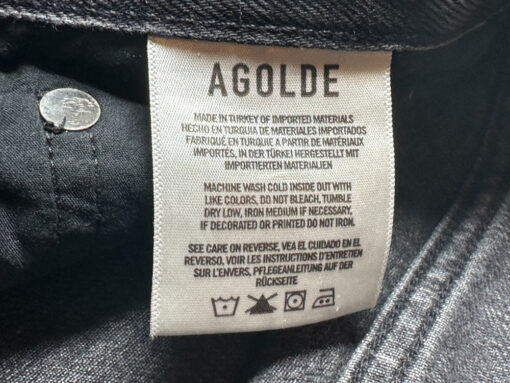 AGOLDE
MADE IN TURKEY OF IMPORTED MATERIALS
HECHO EN TURQUIA DE MATERIALES IMPORTADOS
FABRIQUÉ EN TURQUIE A PARTIR DE MATÉRIAUX
IMPORTÉS, IN DER TÜRKEI HERGESTELLT MIT
IMPORTIERTEN MATERIALIEN
MACHINE WASH COLD INSIDE OUT WITH
LIKE COLORS, DO NOT BLEACH, TUMBLE
DRY LOW, IRON MEDIUM IF NECESSARY,
IF DECORATED OR PRINTED DO NOT IRON.
SEE CARE ON REVERSE, VEA EL CUIDADO EN EL
REVERSO, VOIR LES INSTRUCTIONS D'ENTRETIEN
SUR L'ENVERS, PFLEGEANLEITUNG AUF DER
RÜCKSEITE